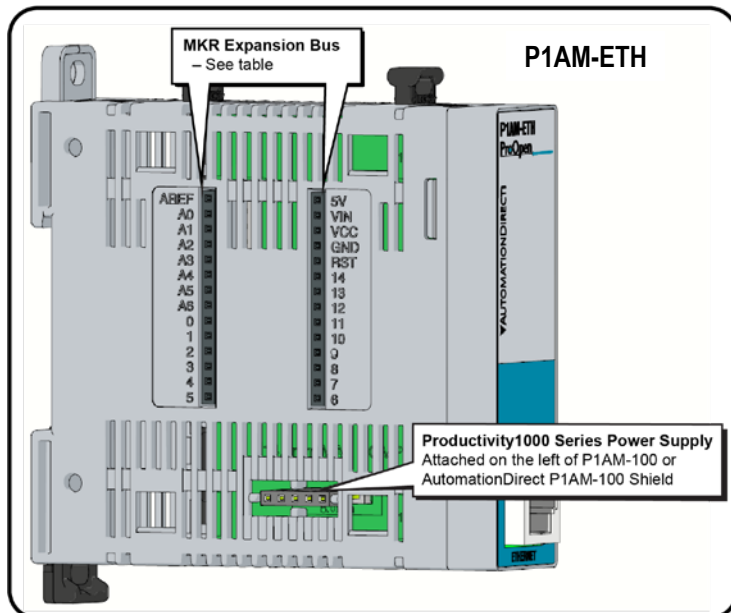 MKR Expansion Bus
– See table
P1AM-ETH
P1AM-ETH
ProOpen
AUTOMATIONDIRECT
AREF
A0
A1
A2
A3
A4
A5
A6
0
1
2
3
4
5
5V
VIN
VCC
GND
RST
14
13
12
11
10
9
8
7
6
Productivity1000 Series Power Supply
Attached on the left of P1AM-100 or
AutomationDirect P1AM-100 Shield
ETHERNET